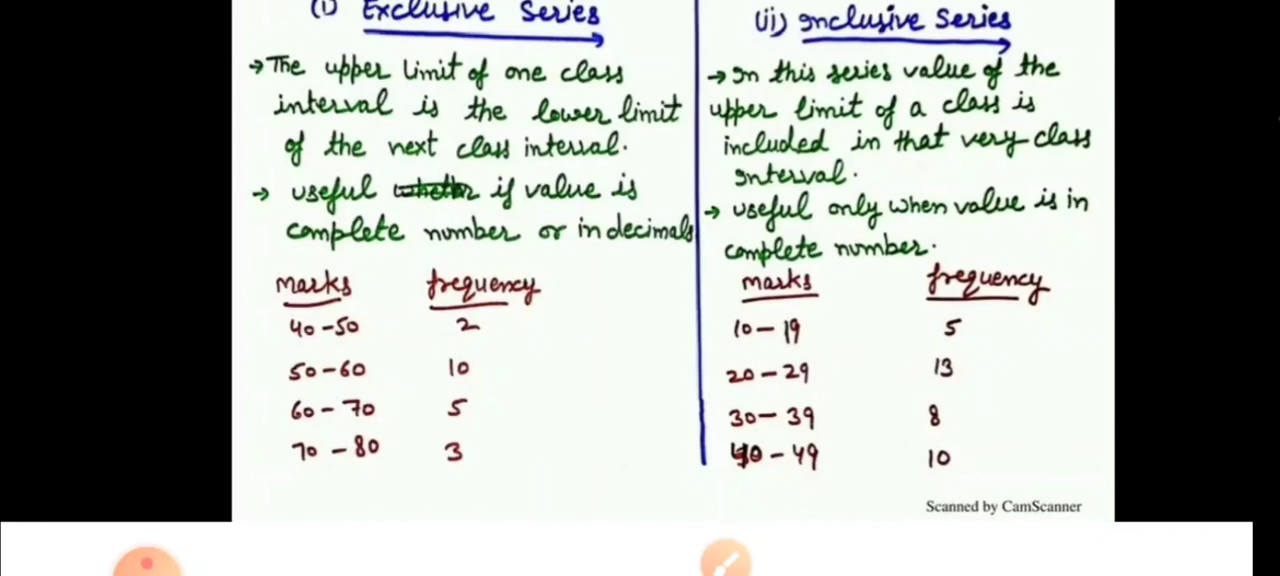 (i) Exclusive Series
→ The upper limit of one class
interval is the lower limit
of the next class interval.
→ useful if value is
complete number or in decimals
marks frequency
40-50 2
50-60 10
60-70 5
70-80 3
(ii) Inclusive Series
→ In this series value of the
upper limit of a class is
included in that very class
Interval.
→ useful only when value is in
complete number.
marks frequency
10-19 5
20-29 13
30-39 8
40-49 10
Scanned by CamScanner